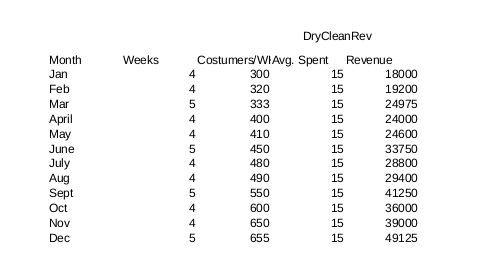 DryCleanRev
Month Weeks Costumers/Wk Avg. Spent Revenue
Jan 4 300 15 18000
Feb 4 320 15 19200
Mar 5 333 15 24975
April 4 400 15 24000
May 4 410 15 24600
June 5 450 15 33750
July 4 480 15 28800
Aug 4 490 15 29400
Sept 5 550 15 41250
Oct 4 600 15 36000
Nov 4 650 15 39000
Dec 5 655 15 49125